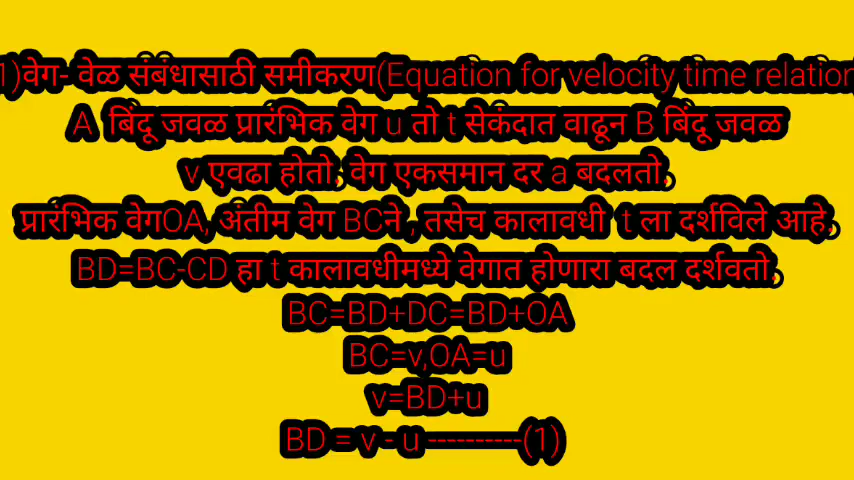 1)वेग- वेळ संबंधासाठी समीकरण(Equation for velocity time relation
A बिंदू जवळ प्रारंभिक वेग u तो t सेकंदात वाढून B बिंदू जवळ
v एवढा होतो, वेग एकसमान दर a बदलतो,
प्रारंभिक वेगOA, अंतीम वेग BCने , तसेच कालावधी t ला दर्शविले आहे,
BD=BC-CD हा t कालावधीमध्ये वेगात होणारा बदल दर्शवतो,
BC=BD+DC=BD+OA
BC=v,OA=u
v=BD+u
BD = v - u ----------(1)